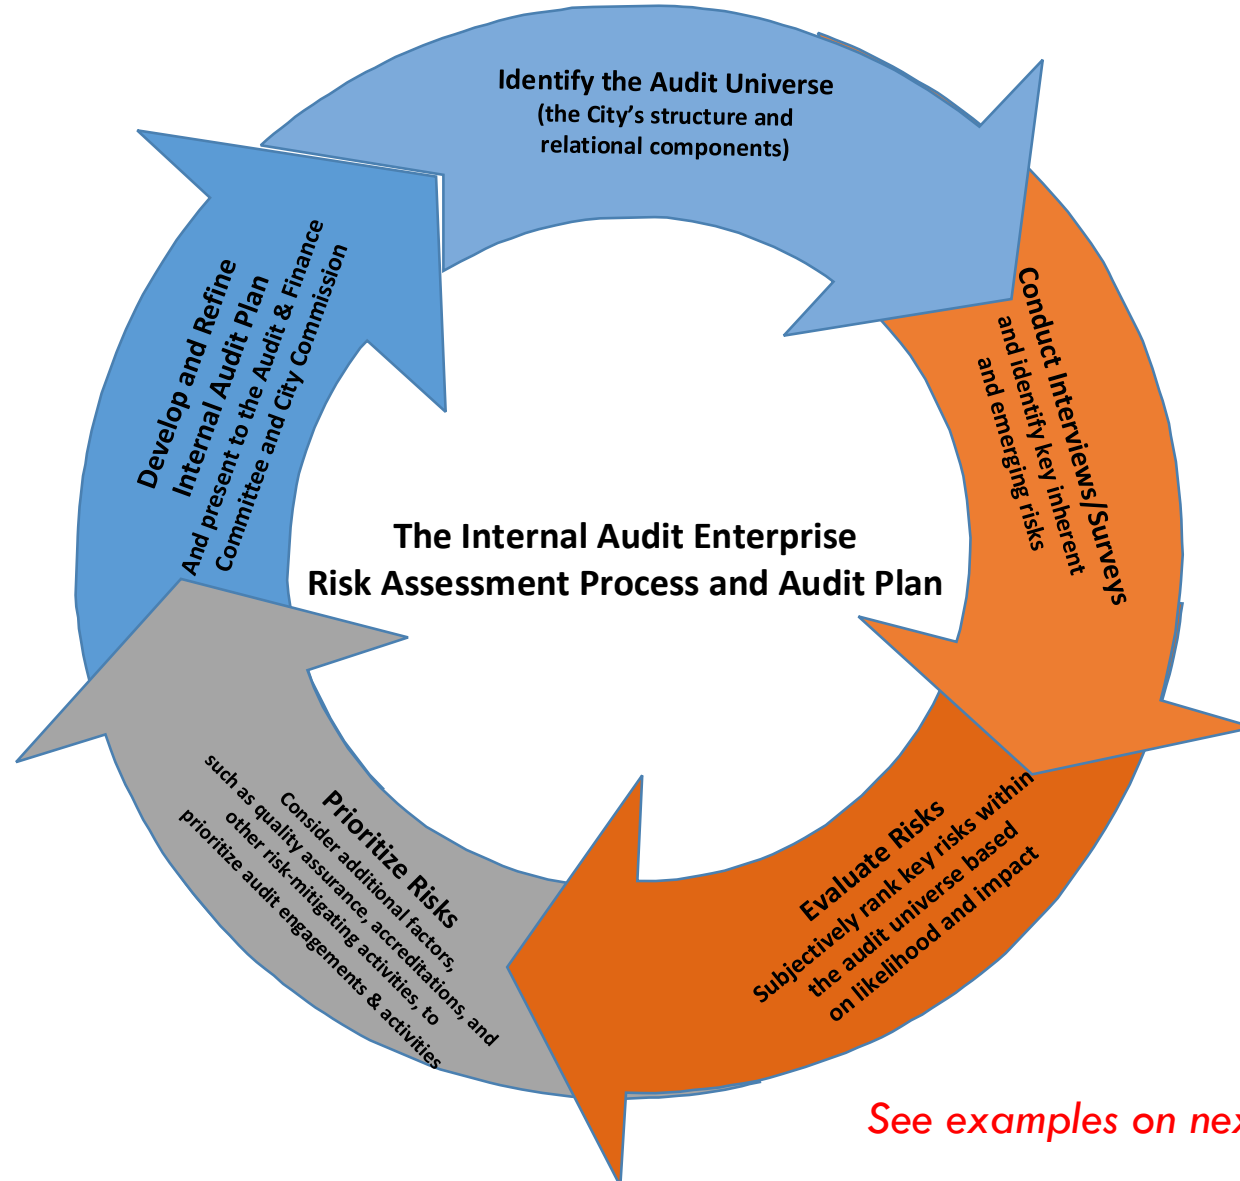 Identify the Audit Universe
(the City's structure and
relational components)
Conduct Interviews/Surveys
and identify key inherent
and emerging risks
Evaluate Risks
Subjectively rank key risks within
the audit universe based
on likelihood and impact
Prioritize Risks
Consider additional factors,
such as quality assurance, accreditations, and
other risk-mitigating activities, to
prioritize audit engagements & activities
Develop and Refine
Internal Audit Plan
And present to the Audit & Finance
Committee and City Commission
The Internal Audit Enterprise
Risk Assessment Process and Audit Plan
See examples on nex